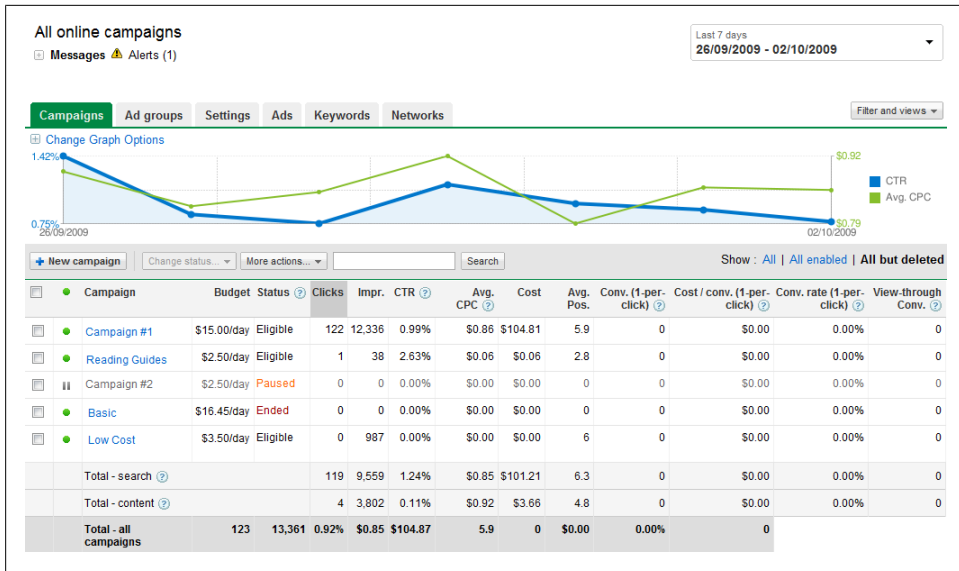 All online campaigns
Messages Alerts (1)
Last 7 days
26/09/2009 - 02/10/2009
Campaigns Ad groups Settings Ads Keywords Networks
Filter and views
Change Graph Options
1.42%
$0.92
CTR
Avg. CPC
0.75%
$0.79
26/09/2009
02/10/2009
New campaign Change status... More actions... Search Show : All | All enabled | All but deleted
Campaign Budget Status ? Clicks Impr. CTR ? Avg. CPC ? Cost Avg. Pos. Conv. (1-per-click) ? Cost / conv. (1-per-click) ? Conv. rate (1-per-click) ? View-through Conv. ?
Campaign #1 $15.00/day Eligible 122 12,336 0.99% $0.86 $104.81 5.9 0 $0.00 0.00% 0
Reading Guides $2.50/day Eligible 1 38 2.63% $0.06 $0.06 2.8 0 $0.00 0.00% 0
Campaign #2 $2.50/day Paused 0 0 0.00% $0.00 $0.00 0 0 $0.00 0.00% 0
Basic $16.45/day Ended 0 0 0.00% $0.00 $0.00 0 0 $0.00 0.00% 0
Low Cost $3.50/day Eligible 0 987 0.00% $0.00 $0.00 6 0 $0.00 0.00% 0
Total - search ? 119 9,559 1.24% $0.85 $101.21 6.3 0 $0.00 0.00% 0
Total - content ? 4 3,802 0.11% $0.92 $3.66 4.8 0 $0.00 0.00% 0
Total - all campaigns 123 13,361 0.92% $0.85 $104.87 5.9 0 $0.00 0.00% 0